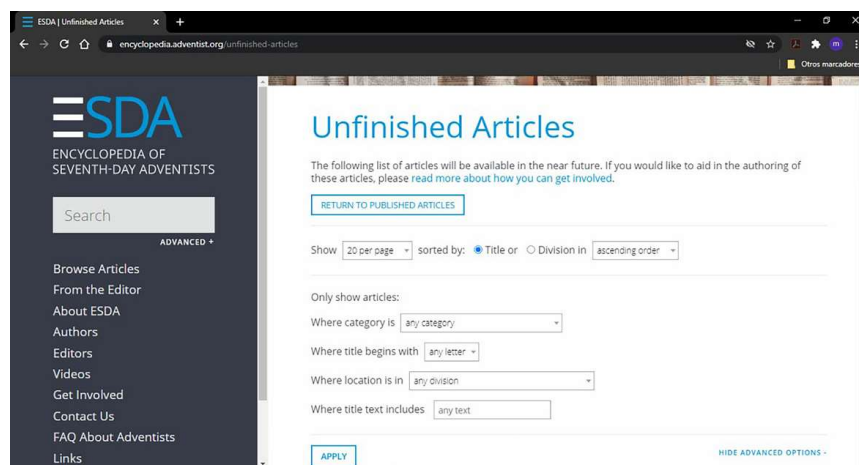 ESDA | Unfinished Articles
encyclopedia.adventist.org/unfinished-articles
m
Otros marcadores
ESDA
ENCYCLOPEDIA OF
SEVENTH-DAY ADVENTISTS
Search
ADVANCED +
Browse Articles
From the Editor
About ESDA
Authors
Editors
Videos
Get Involved
Contact Us
FAQ About Adventists
Links
Unfinished Articles
The following list of articles will be available in the near future. If you would like to aid in the authoring of
these articles, please read more about how you can get involved.
RETURN TO PUBLISHED ARTICLES
Show 20 per page sorted by: Title or Division in ascending order
Only show articles:
Where category is any category
Where title begins with any letter
Where location is in any division
Where title text includes any text
APPLY
HIDE ADVANCED OPTIONS -